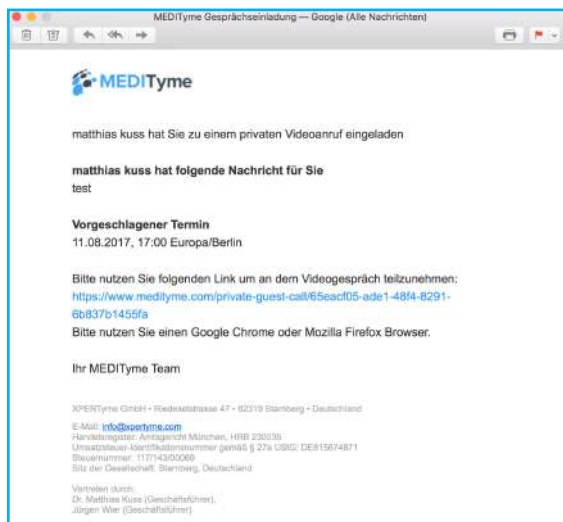 MEDITyme Gesprächseinladung — Google (Alle Nachrichten)
MEDITyme
matthias kuss hat Sie zu einem privaten Videoanruf eingeladen
matthias kuss hat folgende Nachricht für Sie
test
Vorgeschlagener Termin
11.08.2017, 17:00 Europa/Berlin
Bitte nutzen Sie folgenden Link um an dem Videogespräch teilzunehmen:
https://www.medityme.com/private-guest-call/65eacf05-ade1-48f4-8291-
6b837b1455fa
Bitte nutzen Sie einen Google Chrome oder Mozilla Firefox Browser.
Ihr MEDITyme Team
XPERTyme GmbH • Riedeselstrasse 47 • 82319 Starnberg • Deutschland
E-Mail: info@xpertyme.com
Handelsregister: Amtsgericht München, HRB 230035
Umsatzsteuer-Identifikationsnummer gemäß § 27a UStG: DE815674871
Steuernummer: 117/143/00069
Sitz der Gesellschaft: Starnberg, Deutschland
Vertreten durch:
Dr. Matthias Kuss (Geschäftsführer),
Jürgen Wier (Geschäftsführer)